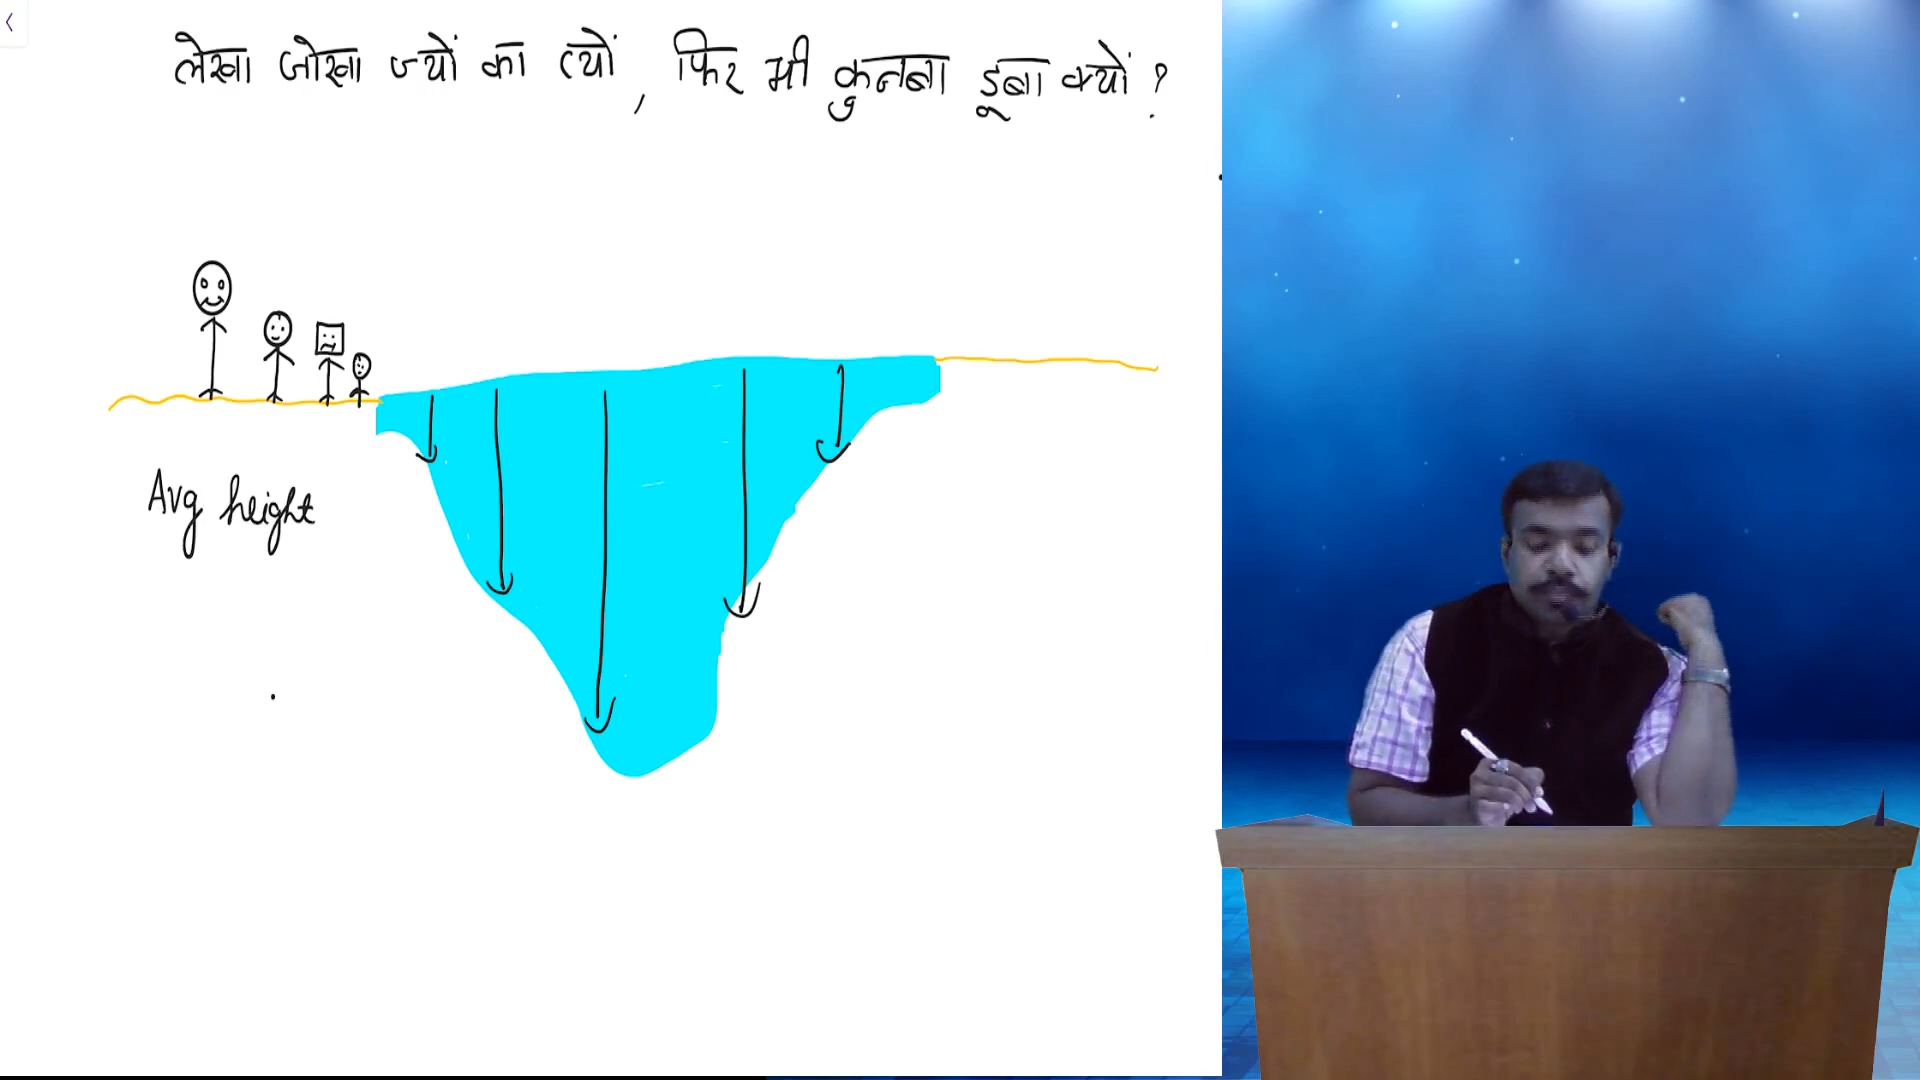 लेखा जोखा ज्यों का त्यों, फिर भी कुनबा डूबा क्यों?
Avg height